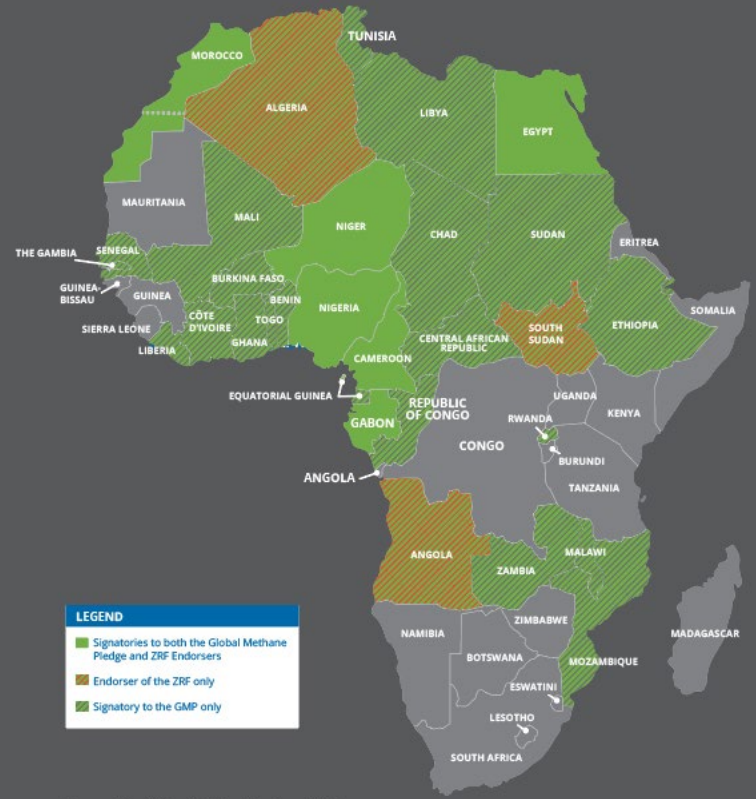 TUNISIA
MOROCCO
ALGERIA
LIBYA
EGYPT
MAURITANIA
MALI
NIGER
CHAD
SUDAN
ERITREA
SENEGAL
THE GAMBIA
GUINEA-
BISSAU
GUINEA
BURKINA FASO
BENIN
NIGERIA
SIERRA LEONE
CÔTE
D'IVOIRE
TOGO
GHANA
LIBERIA
CAMEROON
CENTRAL AFRICAN
REPUBLIC
SOUTH
SUDAN
ETHIOPIA
SOMALIA
EQUATORIAL GUINEA
GABON
REPUBLIC
OF CONGO
UGANDA
KENYA
RWANDA
CONGO
BURUNDI
TANZANIA
ANGOLA
ANGOLA
ZAMBIA
MALAWI
MADAGASCAR
NAMIBIA
ZIMBABWE
BOTSWANA
MOZAMBIQUE
ESWATINI
LESOTHO
SOUTH AFRICA
LEGEND
Signatories to both the Global Methane
Pledge and ZRF Endorsers
Endorser of the ZRF only
Signatory to the GMP only